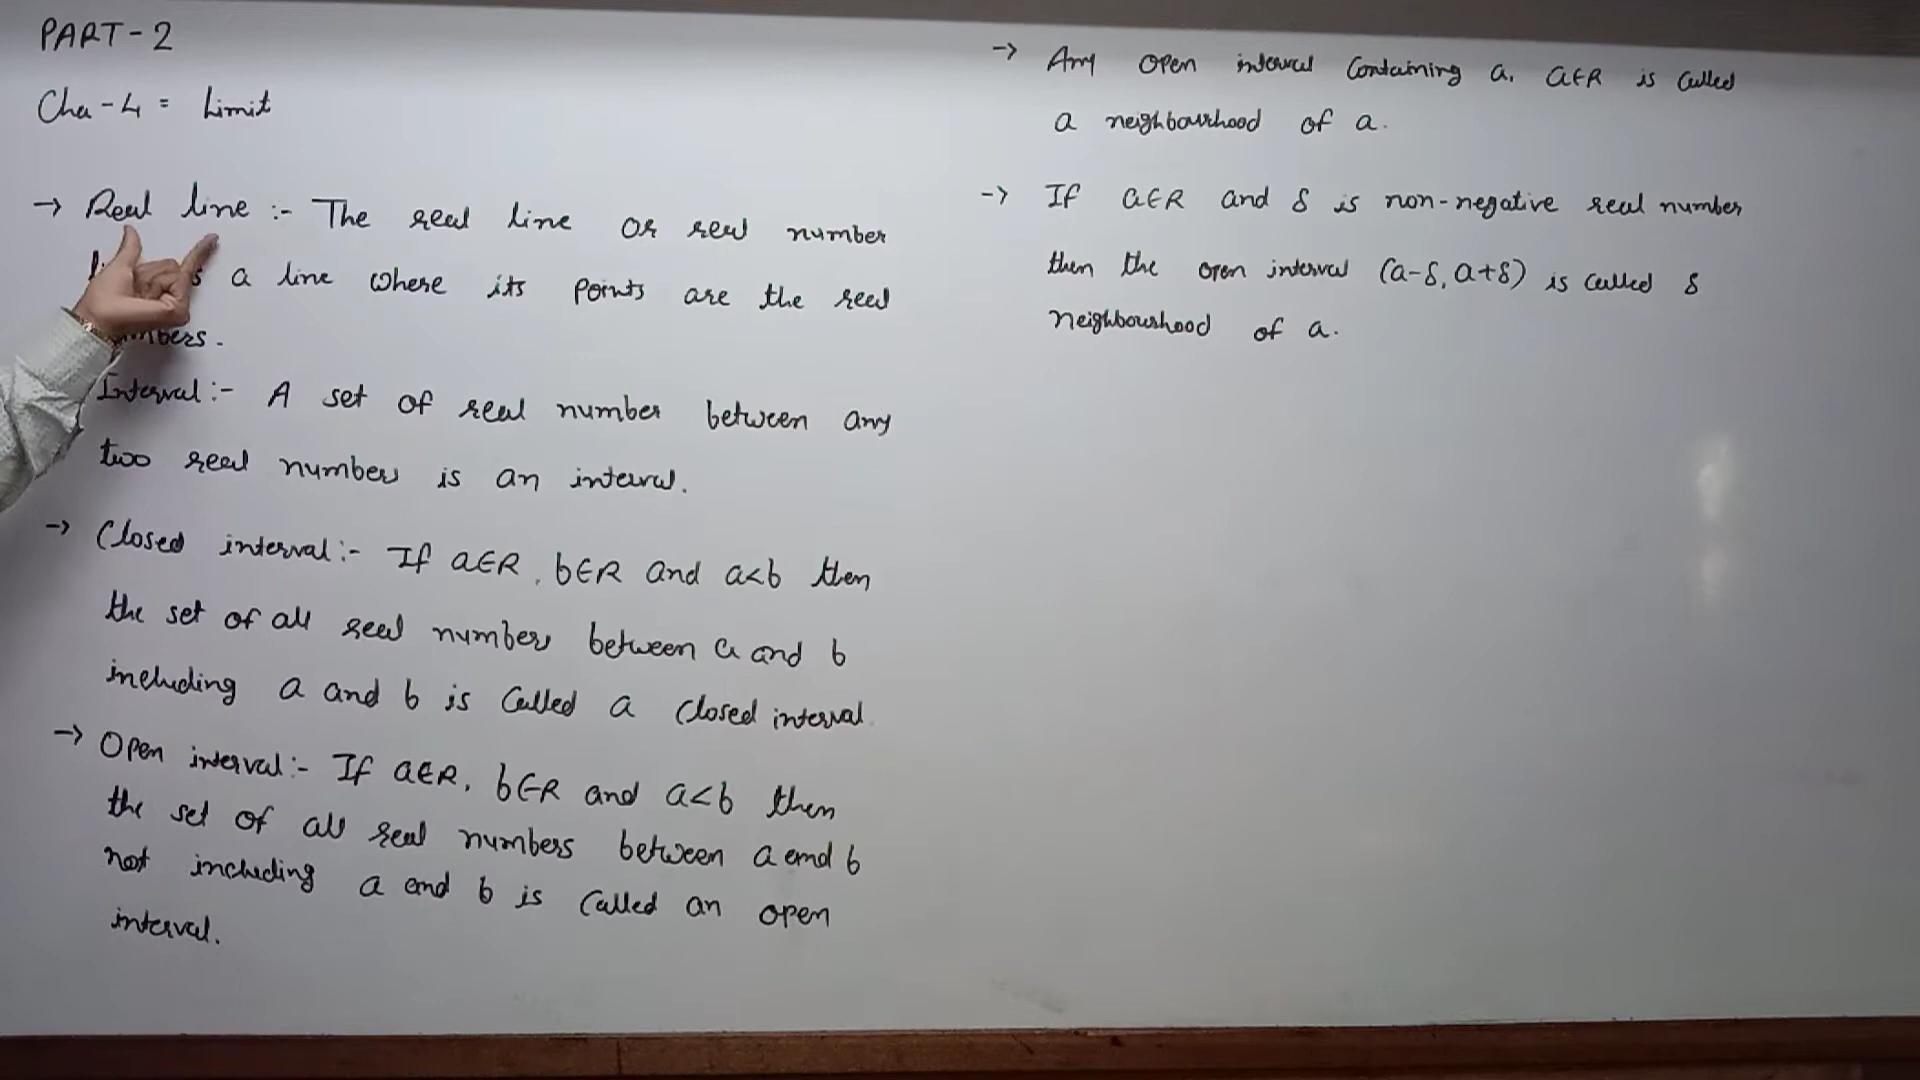 PART-2
Cha-4 = Limit
→ Real line :- The real line or real number
a line where its points are the real
numbers.
Interval :- A set of real number between any
two real numbers is an interval.
→ Closed interval :- If a∈R, b∈R and a<b then
the set of all real numbers between a and b
including a and b is called a closed interval.
→ Open interval :- If a∈R, b∈R and a<b then
the set of all real numbers between a and b
not including a and b is called an open
interval.
→ Any open interval containing a, a∈R is called
a neighbourhood of a.
→ If a∈R and δ is non-negative real number
then the open interval (a-δ, a+δ) is called δ
neighbourhood of a.